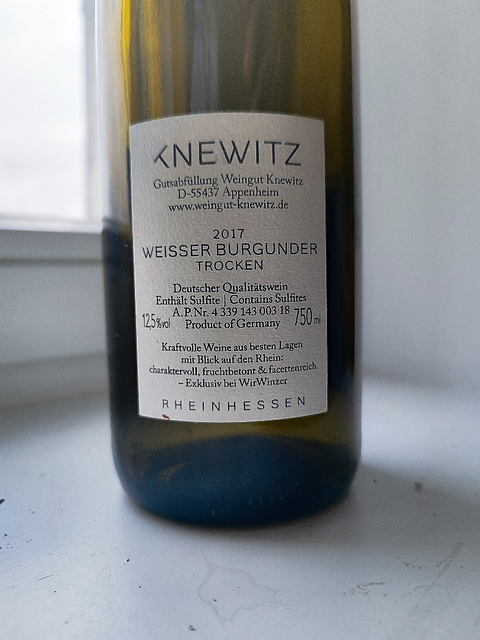 KNEWITZ
Gutsabfüllung Weingut Knewitz
D-55437 Appenheim
www.weingut-knewitz.de
2017
WEISSER BURGUNDER
TROCKEN
Deutscher Qualitätswein
Enthält Sulfite | Contains Sulfites
A.P.Nr. 4 339 143 003 18
12,5%vol Product of Germany 750 ml
Kraftvolle Weine aus besten Lagen
mit Blick auf den Rhein:
charaktervoll, fruchtbetont & facettenreich
– Exklusiv bei WirWinzer
RHEINHESSEN